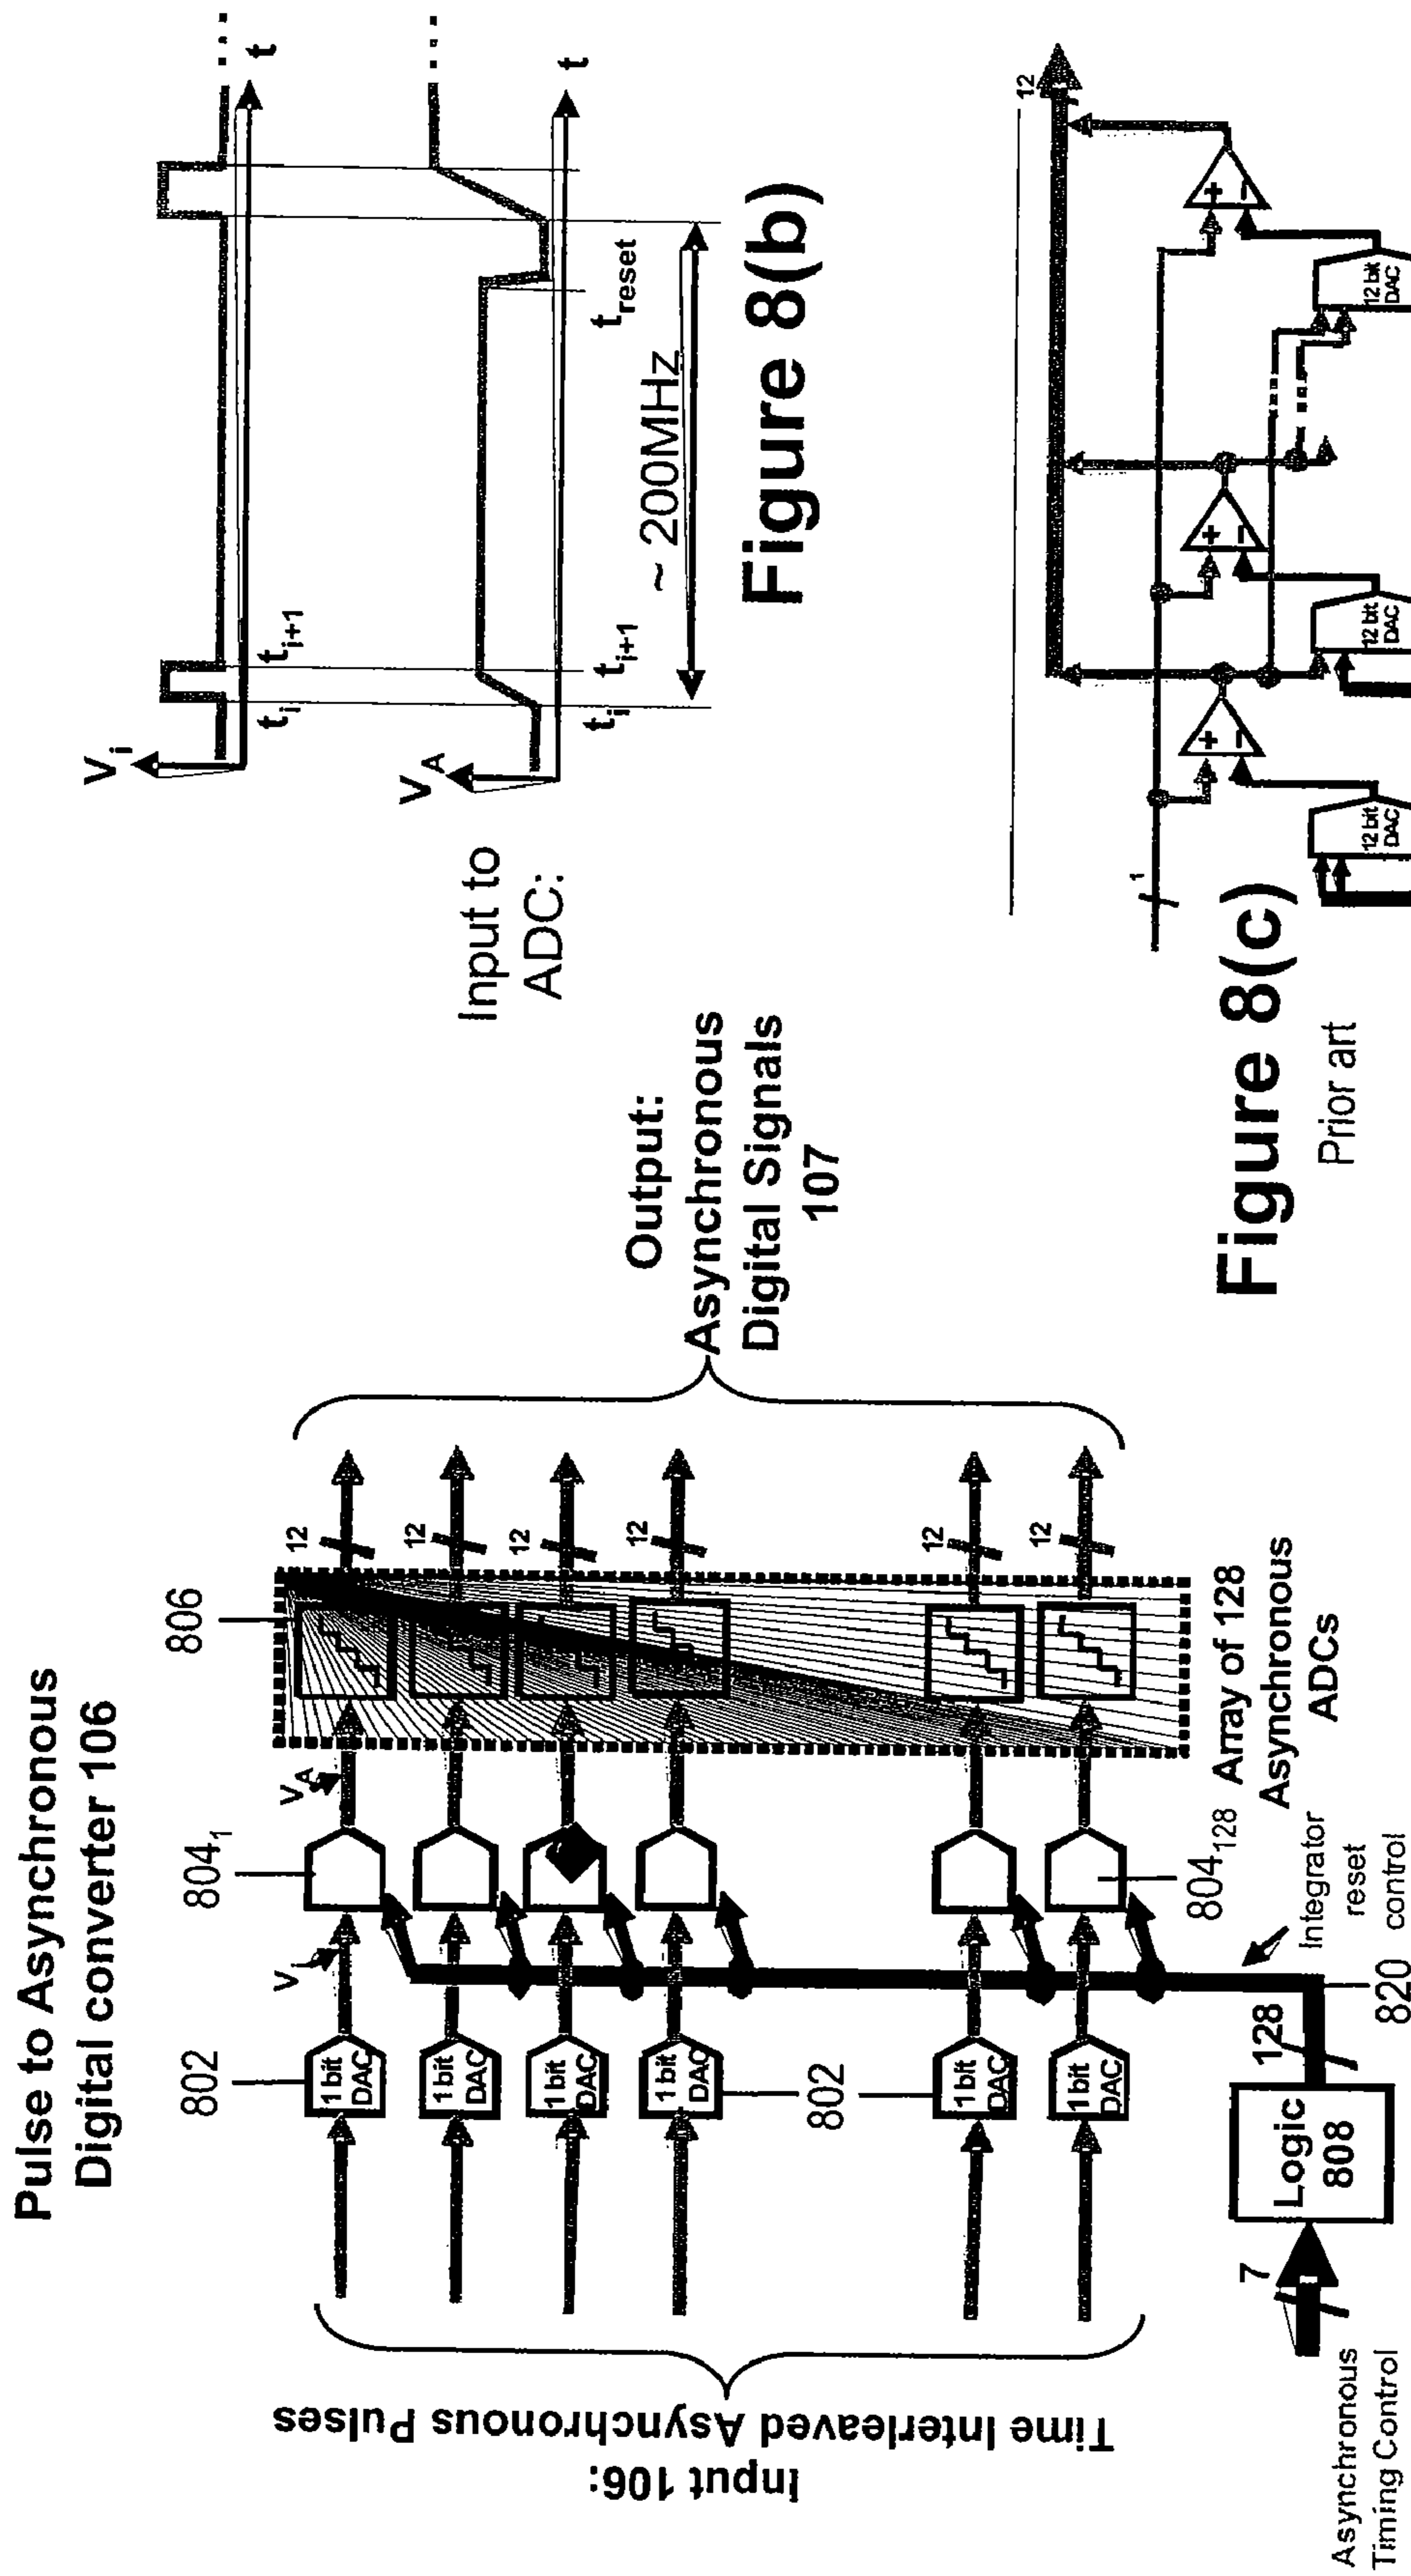 Pulse to Asynchronous
Digital converter 106
Input 106:
Time Interleaved Asynchronous Pulses
802
1 bit
DAC
1 bit
DAC
1 bit
DAC
1 bit
DAC
802
1 bit
DAC
1 bit
DAC
Vi
804₁
VA
806
12
12
12
12
12
12
Output:
Asynchronous
Digital Signals
107
Array of 128
Asynchronous
ADCs
804₁₂₈
Integrator
reset
control
820
128
Logic
808
7
Asynchronous
Timing Control
Vi
ti
ti+1
t
Input to
ADC:
VA
ti
ti+1
treset
t
~ 200MHz
Figure 8(b)
12
1
+
−
+
−
+
−
12 bit
DAC
12 bit
DAC
12 bit
DAC
Figure 8(c)
Prior art